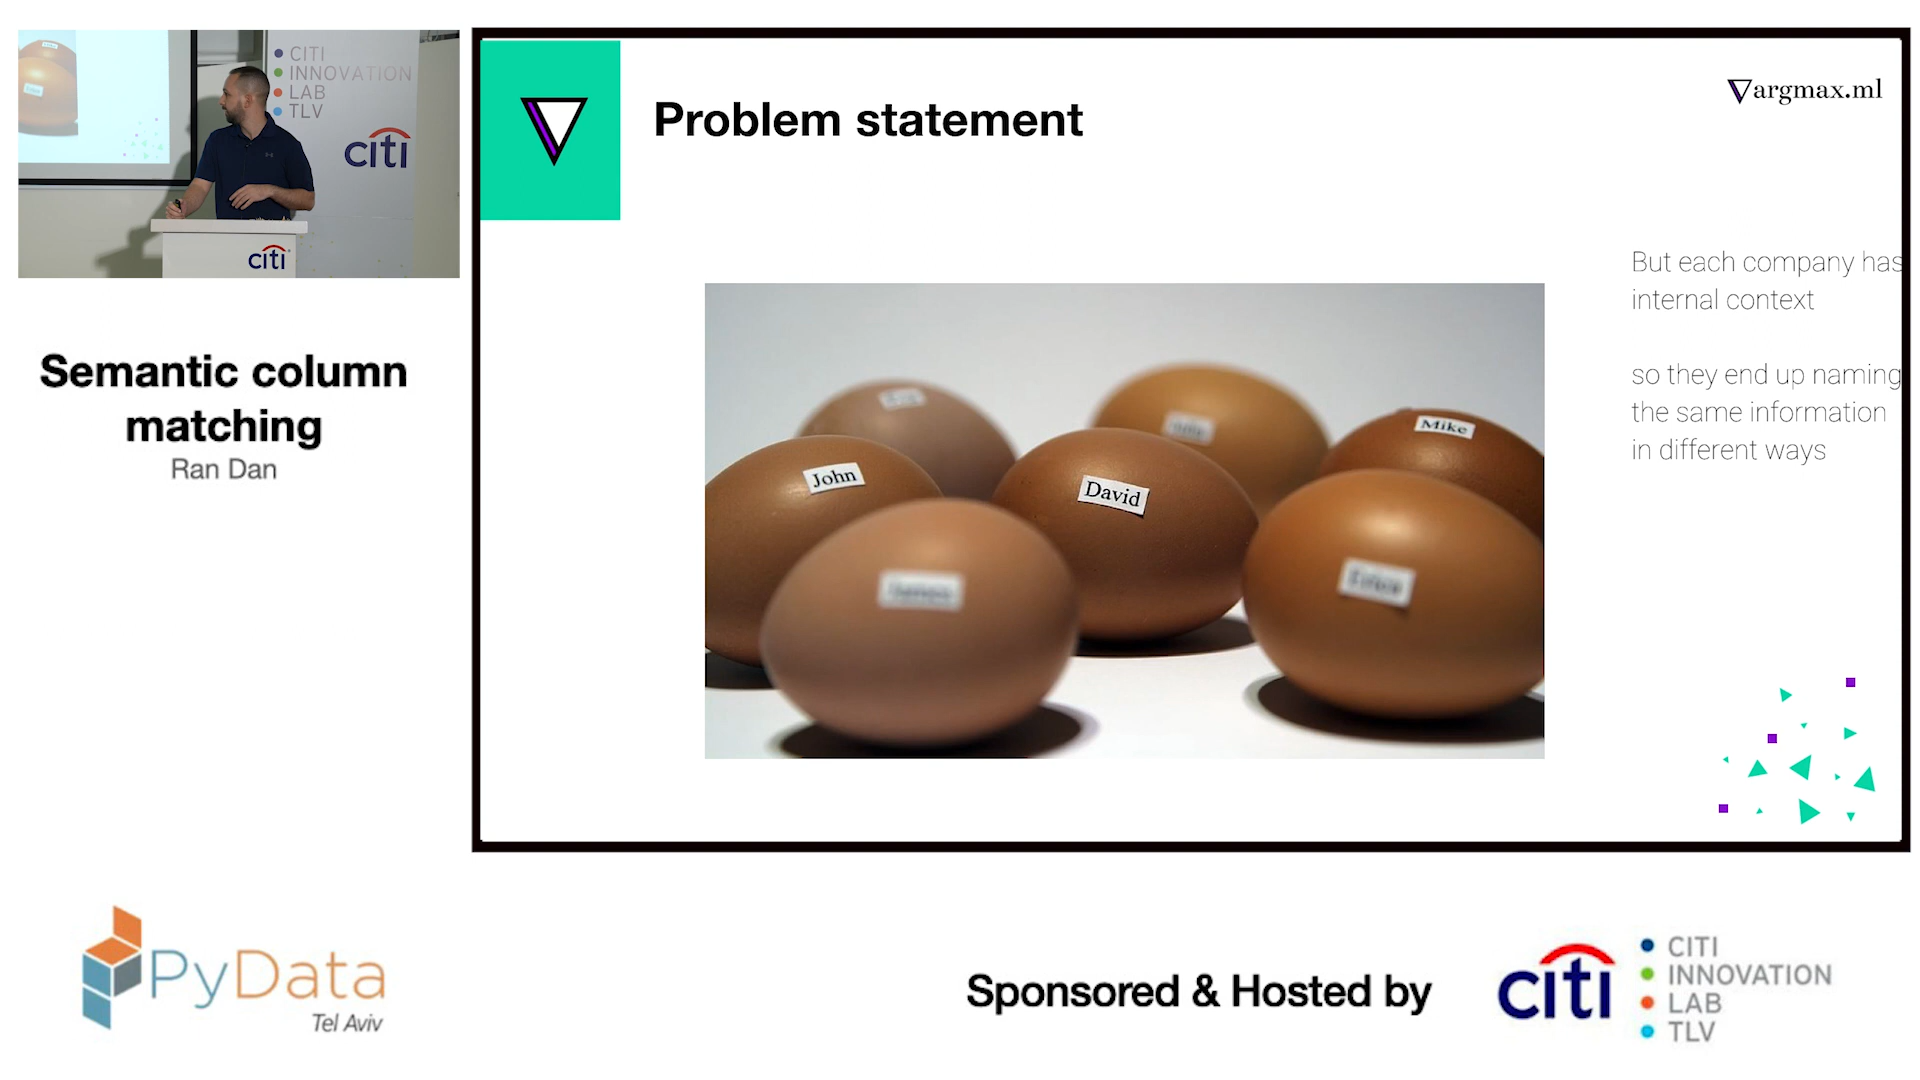 CITI
INNOVATION
LAB
TLV
citi
citi
Semantic column
matching
Ran Dan
Problem statement
argmax.ml
But each company has
internal context
so they end up naming
the same information
in different ways
Mike
John
David
PyData
Tel Aviv
Sponsored & Hosted by
citi
CITI
INNOVATION
LAB
TLV